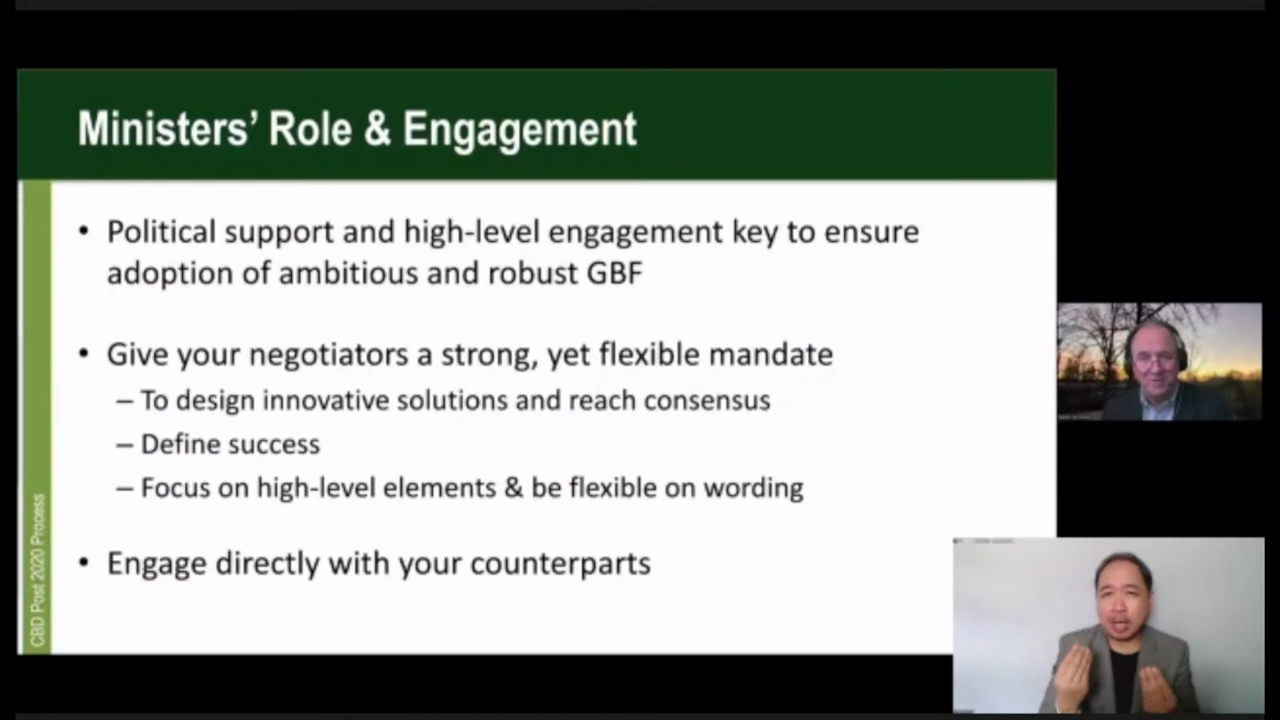 Ministers’ Role & Engagement
• Political support and high-level engagement key to ensure
adoption of ambitious and robust GBF
• Give your negotiators a strong, yet flexible mandate
– To design innovative solutions and reach consensus
– Define success
– Focus on high-level elements & be flexible on wording
• Engage directly with your counterparts
CBD Post 2020 Process